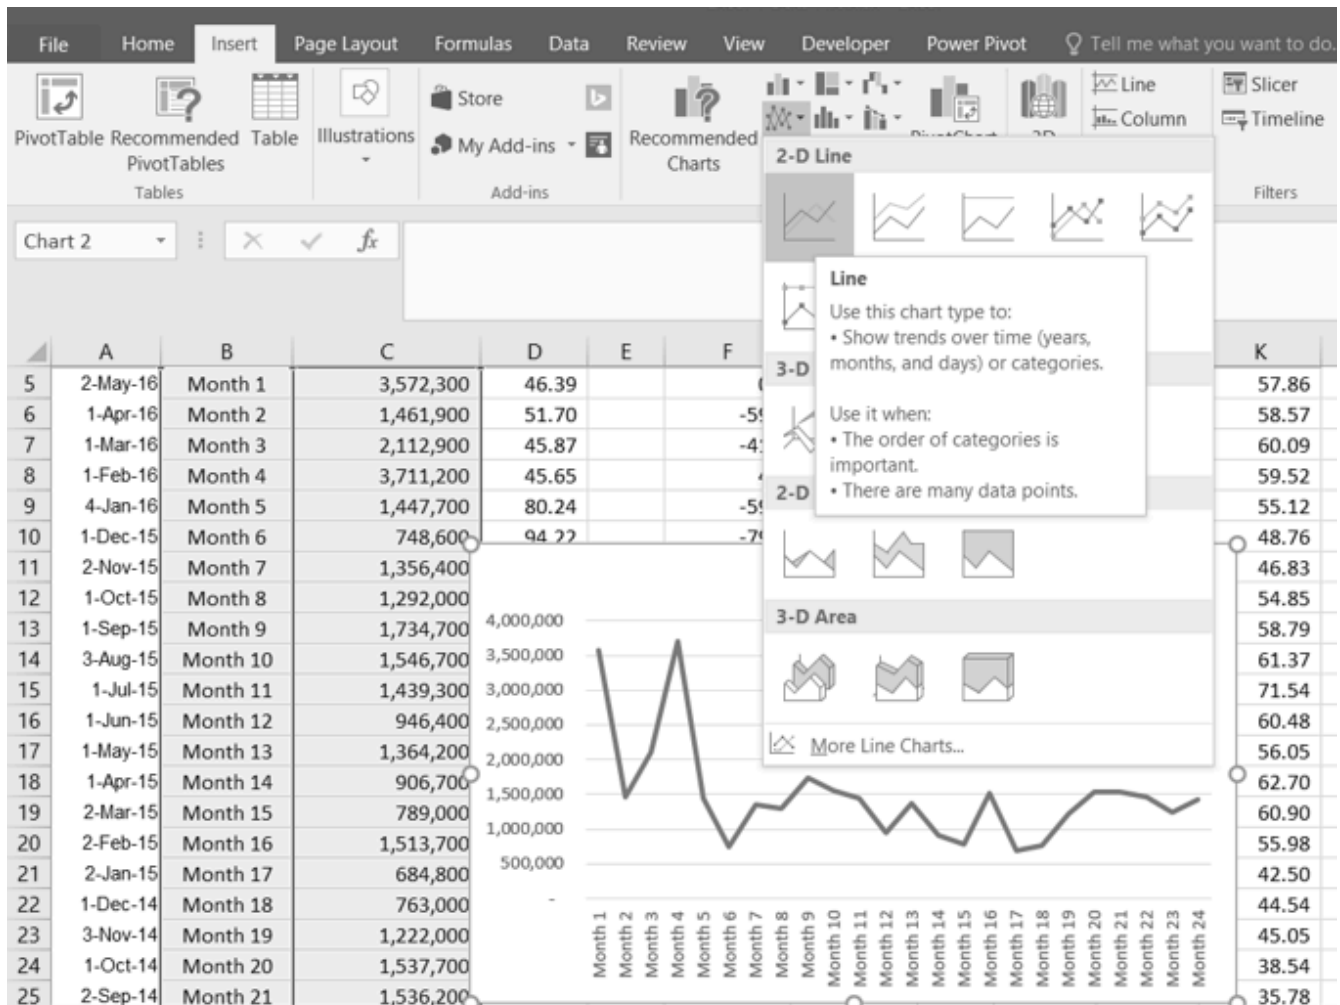 File Home Insert Page Layout Formulas Data Review View Developer Power Pivot Tell me what you want to do.
Store
Line
Slicer
My Add-ins
Column
Timeline
PivotTable Recommended PivotTables Table Illustrations Recommended Charts
Tables Add-ins Filters
Chart 2 fx
2-D Line
Line
Use this chart type to:
• Show trends over time (years,
months, and days) or categories.
Use it when:
• The order of categories is
important.
• There are many data points.
3-D
2-D
3-D Area
More Line Charts...
A B C D E F K
5 2-May-16 Month 1 3,572,300 46.39 57.86
6 1-Apr-16 Month 2 1,461,900 51.70 58.57
7 1-Mar-16 Month 3 2,112,900 45.87 60.09
8 1-Feb-16 Month 4 3,711,200 45.65 59.52
9 4-Jan-16 Month 5 1,447,700 80.24 55.12
10 1-Dec-15 Month 6 748,600 94.22 48.76
11 2-Nov-15 Month 7 1,356,400 46.83
12 1-Oct-15 Month 8 1,292,000 54.85
13 1-Sep-15 Month 9 1,734,700 58.79
14 3-Aug-15 Month 10 1,546,700 61.37
15 1-Jul-15 Month 11 1,439,300 71.54
16 1-Jun-15 Month 12 946,400 60.48
17 1-May-15 Month 13 1,364,200 56.05
18 1-Apr-15 Month 14 906,700 62.70
19 2-Mar-15 Month 15 789,000 60.90
20 2-Feb-15 Month 16 1,513,700 55.98
21 2-Jan-15 Month 17 684,800 42.50
22 1-Dec-14 Month 18 763,000 44.54
23 3-Nov-14 Month 19 1,222,000 45.05
24 1-Oct-14 Month 20 1,537,700 38.54
25 2-Sep-14 Month 21 1,536,200 35.78
4,000,000
3,500,000
3,000,000
2,500,000
2,000,000
1,500,000
1,000,000
500,000
-
Month 1
Month 2
Month 3
Month 4
Month 5
Month 6
Month 7
Month 8
Month 9
Month 10
Month 11
Month 12
Month 13
Month 14
Month 15
Month 16
Month 17
Month 18
Month 19
Month 20
Month 21
Month 22
Month 23
Month 24